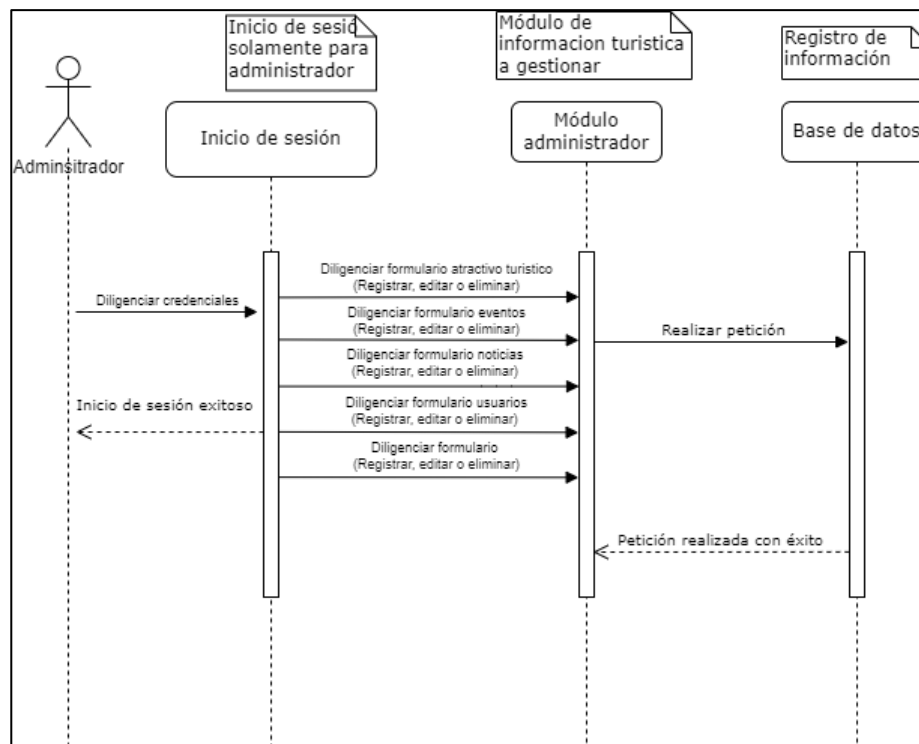 Inicio de sesió
solamente para
administrador
Módulo de
informacion turistica
a gestionar
Registro de
información
Adminsitrador
Inicio de sesión
Módulo
administrador
Base de datos
Diligenciar credenciales
Diligenciar formulario atractivo turistico
(Registrar, editar o eliminar)
Diligenciar formulario eventos
(Registrar, editar o eliminar)
Realizar petición
Diligenciar formulario noticias
(Registrar, editar o eliminar)
Inicio de sesión exitoso
Diligenciar formulario usuarios
(Registrar, editar o eliminar)
Diligenciar formulario
(Registrar, editar o eliminar)
Petición realizada con éxito